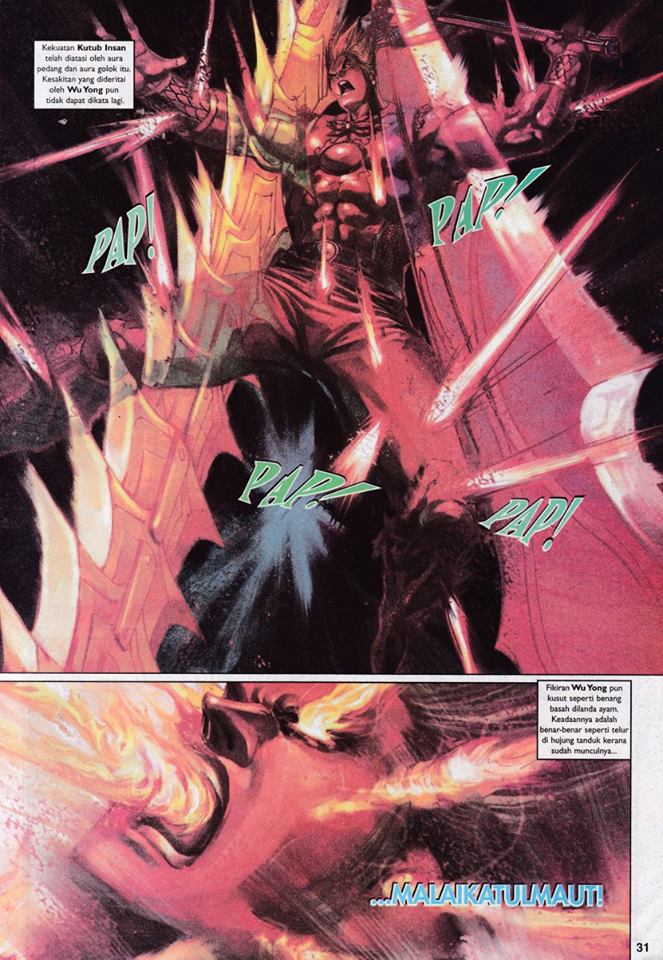 Kekuatan Kutub Insan
telah diatasi oleh aura
pedang dan aura golok itu.
Kesakitan yang dideritai
oleh Wu Yong pun
tidak dapat dikata lagi.
PAP!
PAP!
PAP!
PAP!
Fikiran Wu Yong pun
kusut seperti benang
basah dilanda ayam.
Keadaannya adalah
benar-benar seperti telur
di hujung tanduk kerana
sudah munculnya...
...MALAIKATULMAUT!
31